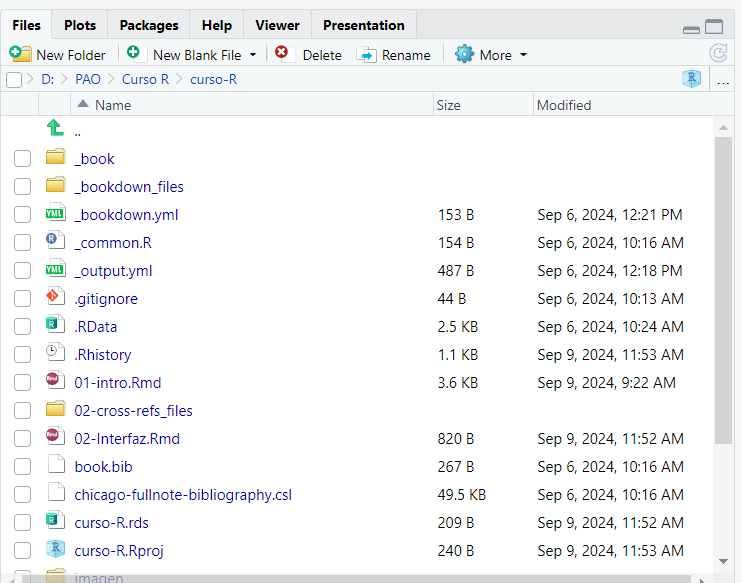 Files Plots Packages Help Viewer Presentation
New Folder New Blank File Delete Rename More
D: PAO Curso R curso-R R ...
Name Size Modified
..
_book
_bookdown_files
YML _bookdown.yml 153 B Sep 6, 2024, 12:21 PM
R _common.R 154 B Sep 6, 2024, 10:16 AM
YML _output.yml 487 B Sep 6, 2024, 12:18 PM
.gitignore 44 B Sep 6, 2024, 10:13 AM
R .RData 2.5 KB Sep 6, 2024, 10:24 AM
.Rhistory 1.1 KB Sep 9, 2024, 11:53 AM
Rmd 01-intro.Rmd 3.6 KB Sep 9, 2024, 9:22 AM
02-cross-refs_files
Rmd 02-Interfaz.Rmd 820 B Sep 9, 2024, 11:52 AM
book.bib 267 B Sep 6, 2024, 10:16 AM
chicago-fullnote-bibliography.csl 49.5 KB Sep 6, 2024, 10:16 AM
R curso-R.rds 209 B Sep 9, 2024, 11:52 AM
R curso-R.Rproj 240 B Sep 9, 2024, 11:53 AM
imagen